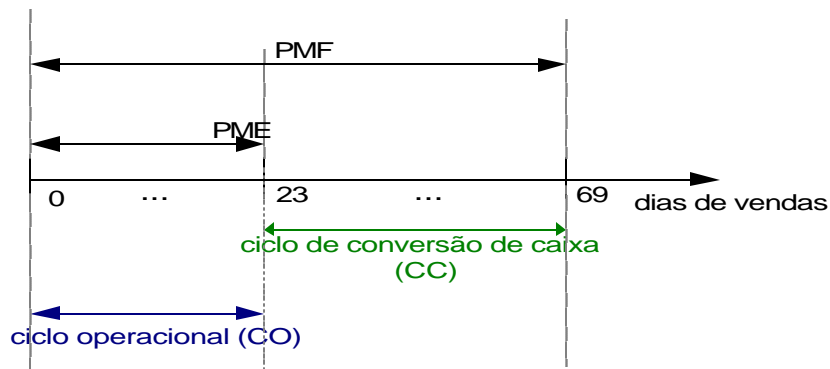 PMF
PME
0 ... 23 ... 69 dias de vendas
ciclo de conversão de caixa
(CC)
ciclo operacional (CO)